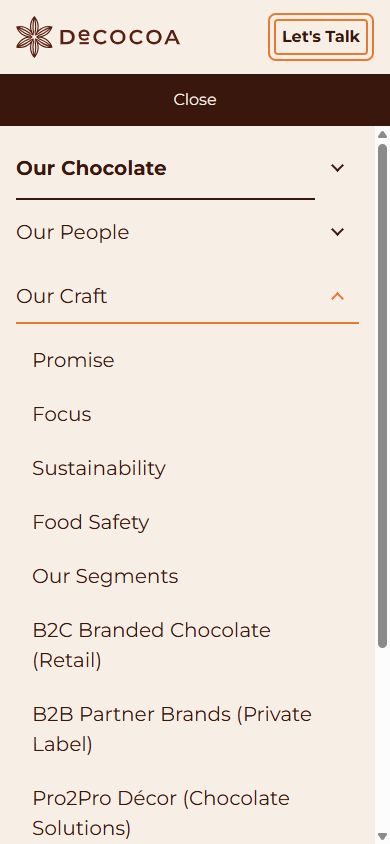 DeCOCOA
Let's Talk
Close
Our Chocolate
Our People
Our Craft
Promise
Focus
Sustainability
Food Safety
Our Segments
B2C Branded Chocolate
(Retail)
B2B Partner Brands (Private
Label)
Pro2Pro Décor (Chocolate
Solutions)